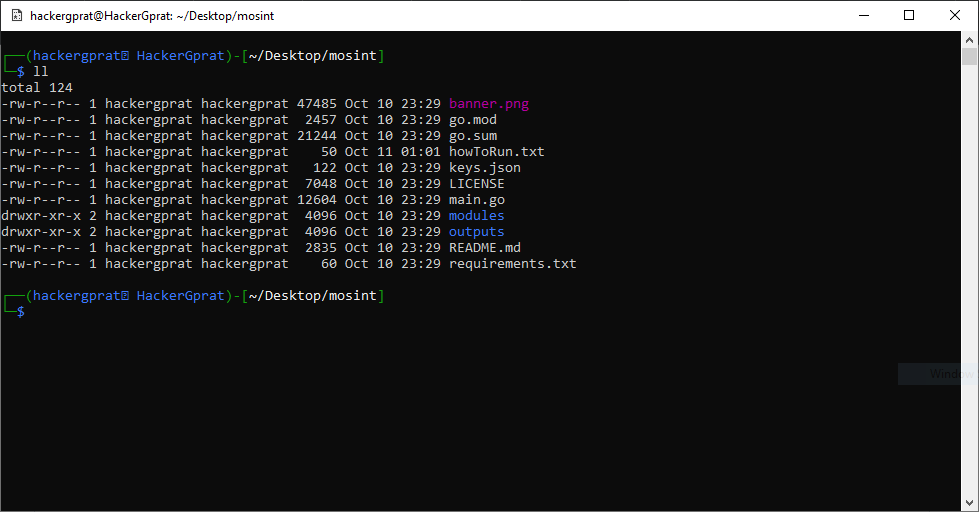 hackergprat@HackerGprat: ~/Desktop/mosint
┌──(hackergprat⍰ HackerGprat)-[~/Desktop/mosint]
└─$ ll
total 124
-rw-r--r-- 1 hackergprat hackergprat 47485 Oct 10 23:29 banner.png
-rw-r--r-- 1 hackergprat hackergprat  2457 Oct 10 23:29 go.mod
-rw-r--r-- 1 hackergprat hackergprat 21244 Oct 10 23:29 go.sum
-rw-r--r-- 1 hackergprat hackergprat    50 Oct 11 01:01 howToRun.txt
-rw-r--r-- 1 hackergprat hackergprat   122 Oct 10 23:29 keys.json
-rw-r--r-- 1 hackergprat hackergprat  7048 Oct 10 23:29 LICENSE
-rw-r--r-- 1 hackergprat hackergprat 12604 Oct 10 23:29 main.go
drwxr-xr-x 2 hackergprat hackergprat  4096 Oct 10 23:29 modules
drwxr-xr-x 2 hackergprat hackergprat  4096 Oct 10 23:29 outputs
-rw-r--r-- 1 hackergprat hackergprat  2835 Oct 10 23:29 README.md
-rw-r--r-- 1 hackergprat hackergprat    60 Oct 10 23:29 requirements.txt
┌──(hackergprat⍰ HackerGprat)-[~/Desktop/mosint]
└─$
Window